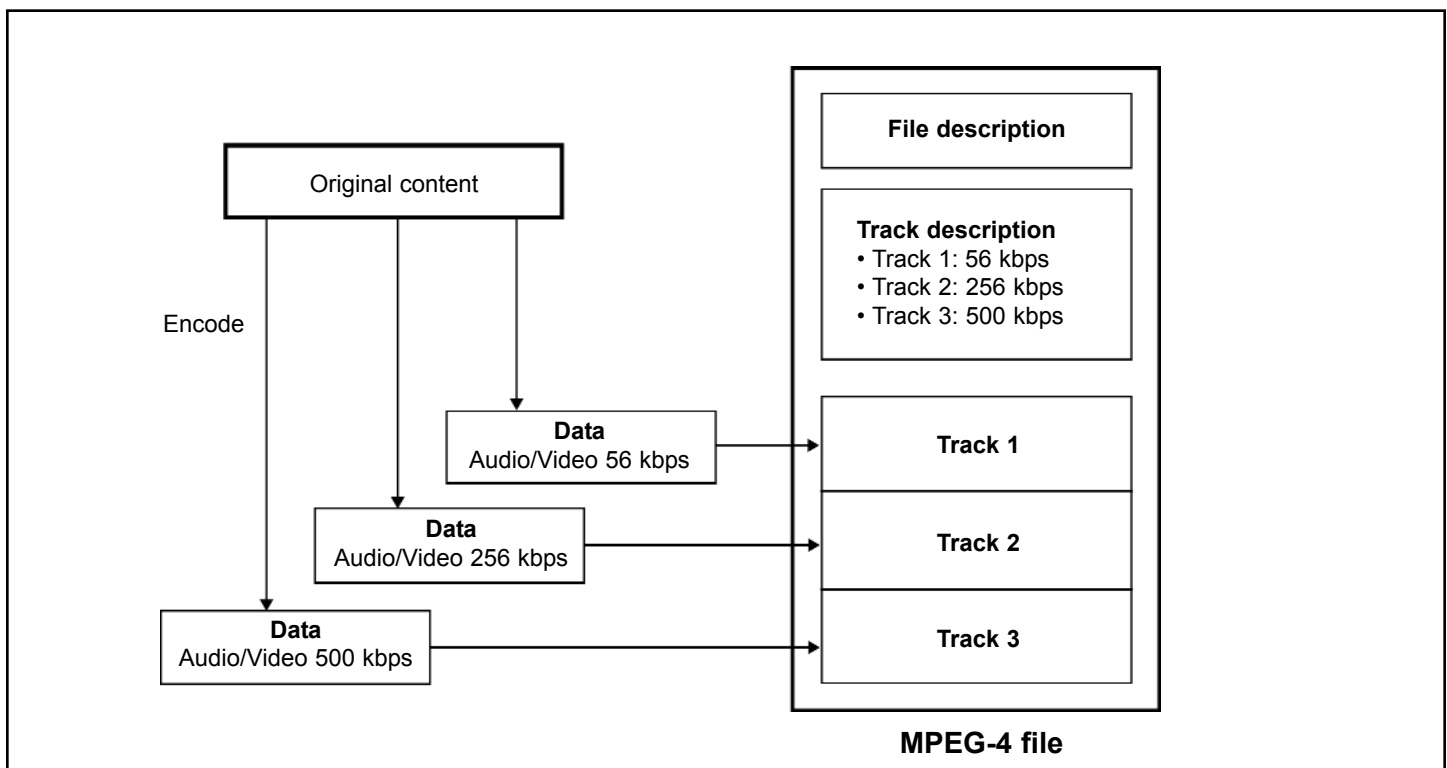 Original content
Encode
Data
Audio/Video 56 kbps
Data
Audio/Video 256 kbps
Data
Audio/Video 500 kbps
File description
Track description
• Track 1: 56 kbps
• Track 2: 256 kbps
• Track 3: 500 kbps
Track 1
Track 2
Track 3
MPEG-4 file